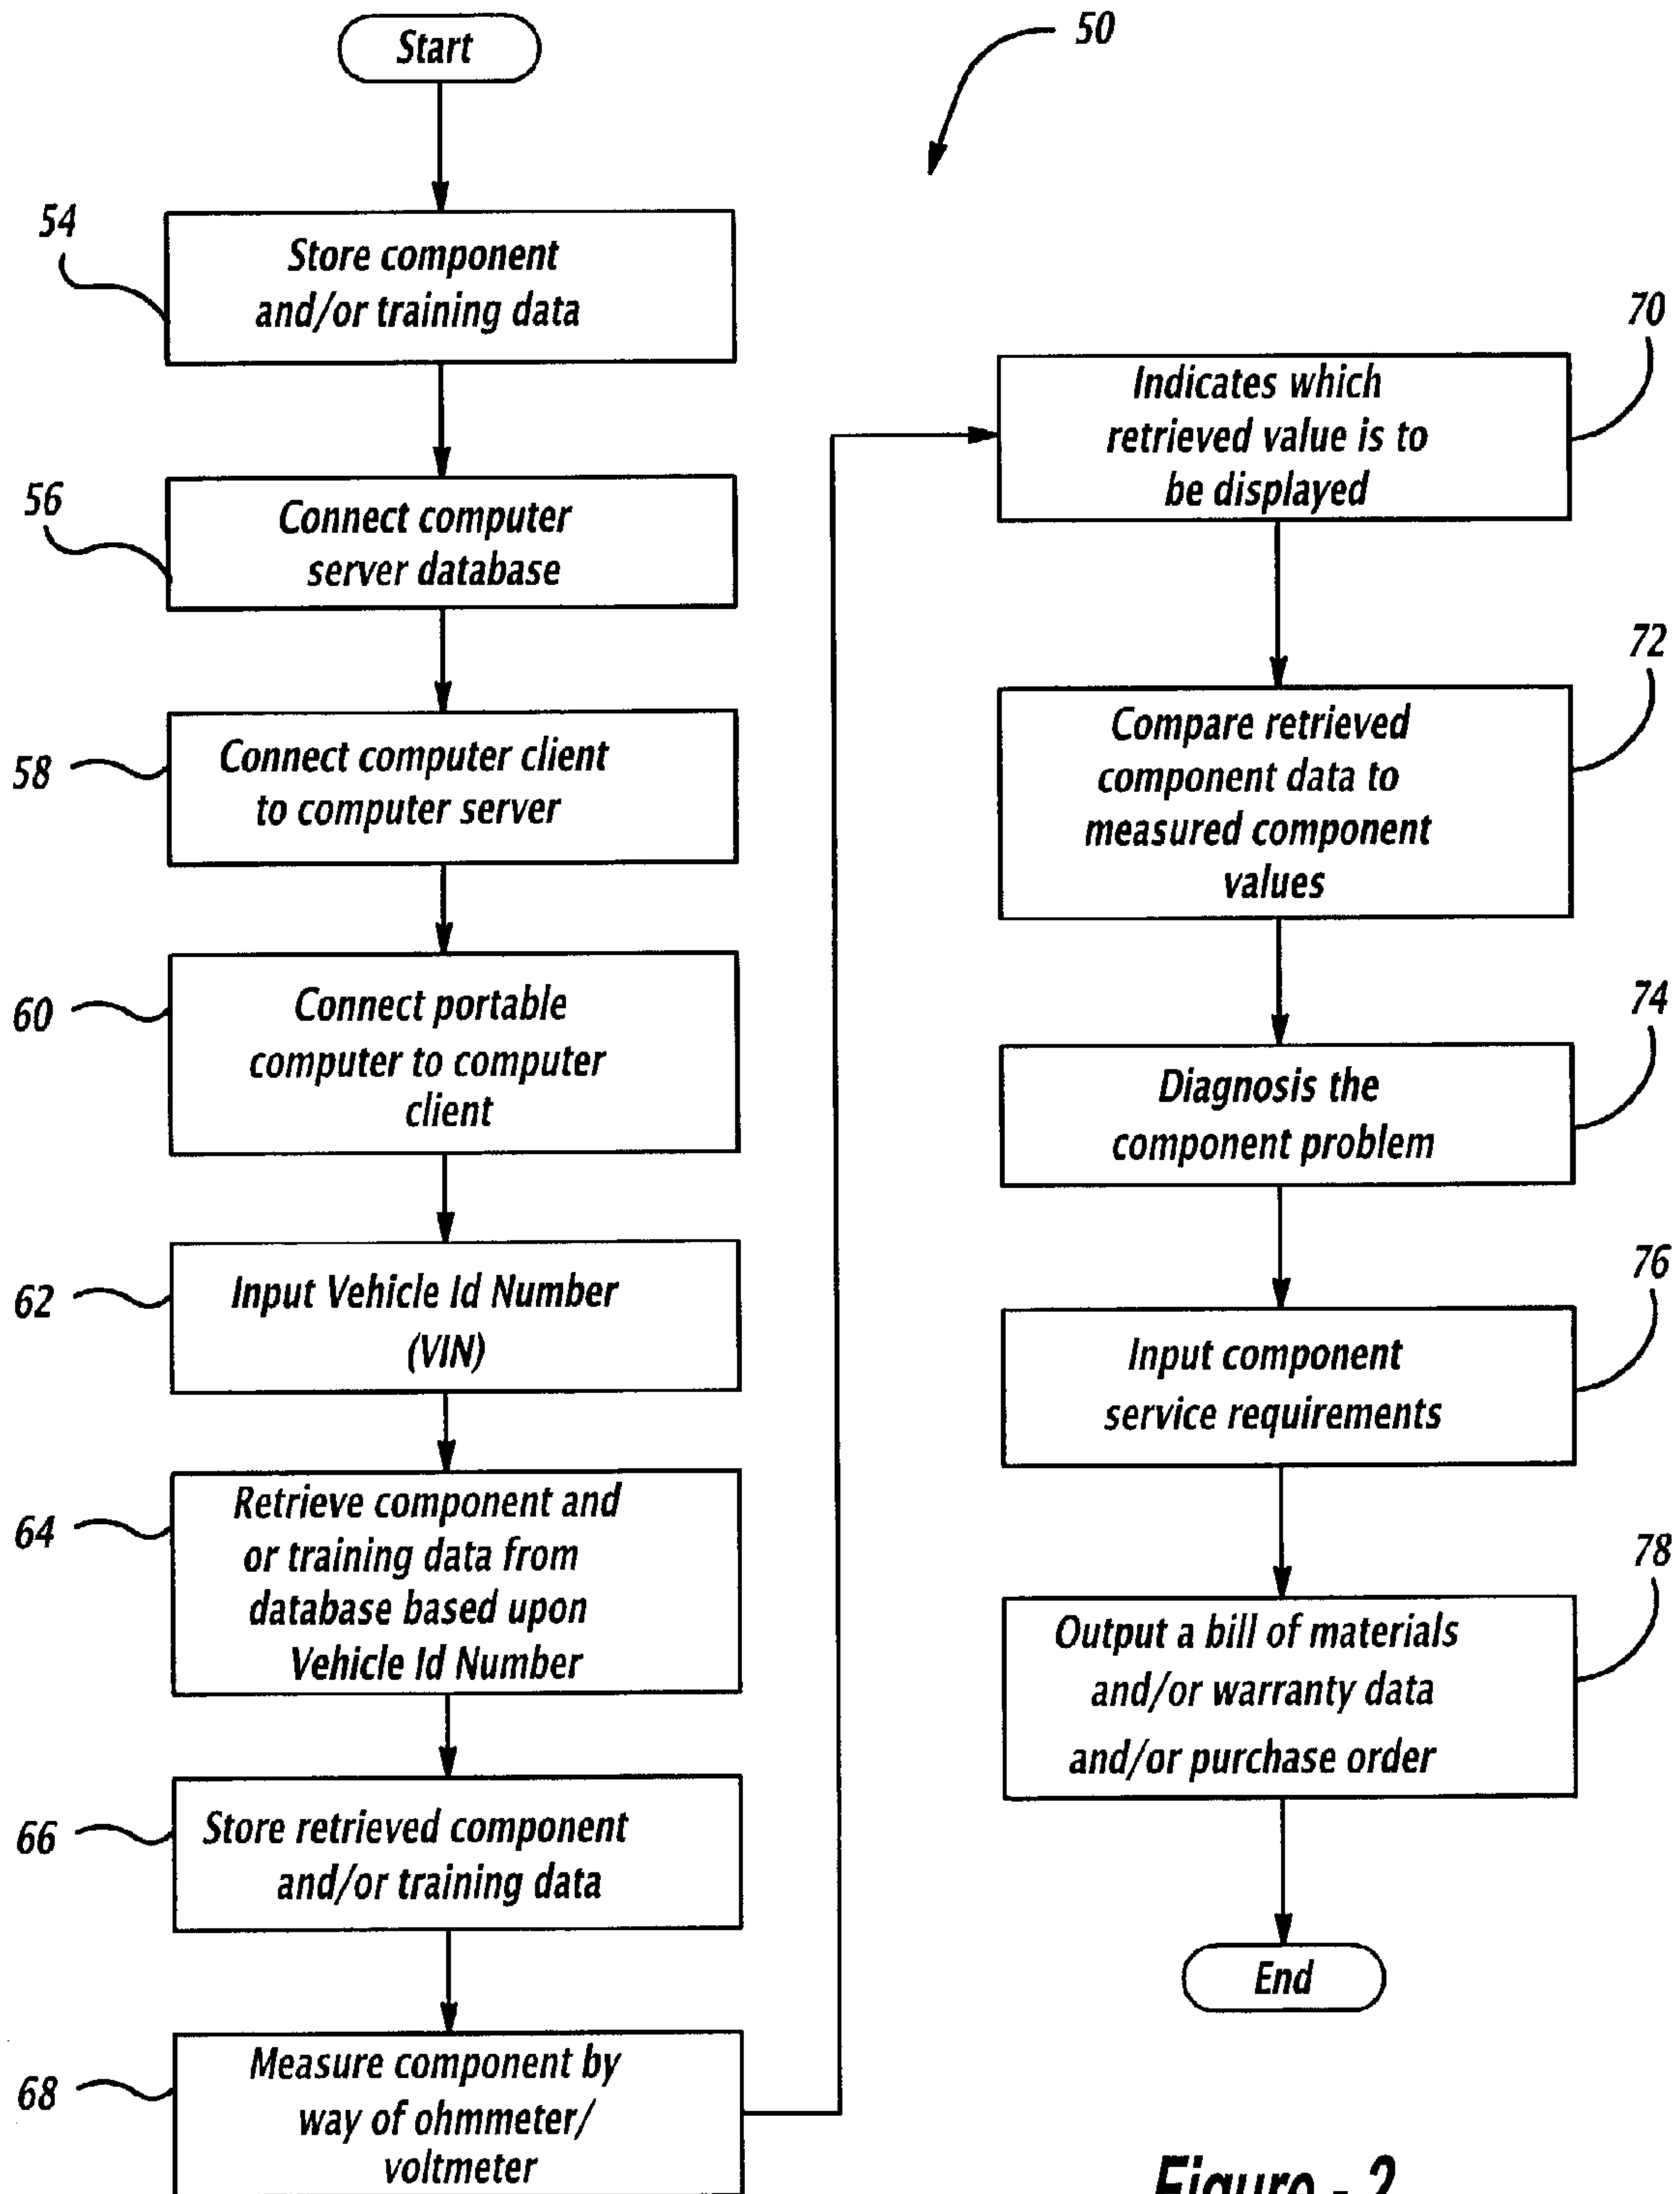 Start
50
54
Store component
and/or training data
56
Connect computer
server database
58
Connect computer client
to computer server
60
Connect portable
computer to computer
client
62
Input Vehicle Id Number
(VIN)
64
Retrieve component and
or training data from
database based upon
Vehicle Id Number
66
Store retrieved component
and/or training data
68
Measure component by
way of ohmmeter/
voltmeter
70
Indicates which
retrieved value is to
be displayed
72
Compare retrieved
component data to
measured component
values
74
Diagnosis the
component problem
76
Input component
service requirements
78
Output a bill of materials
and/or warranty data
and/or purchase order
End
Figure - 2